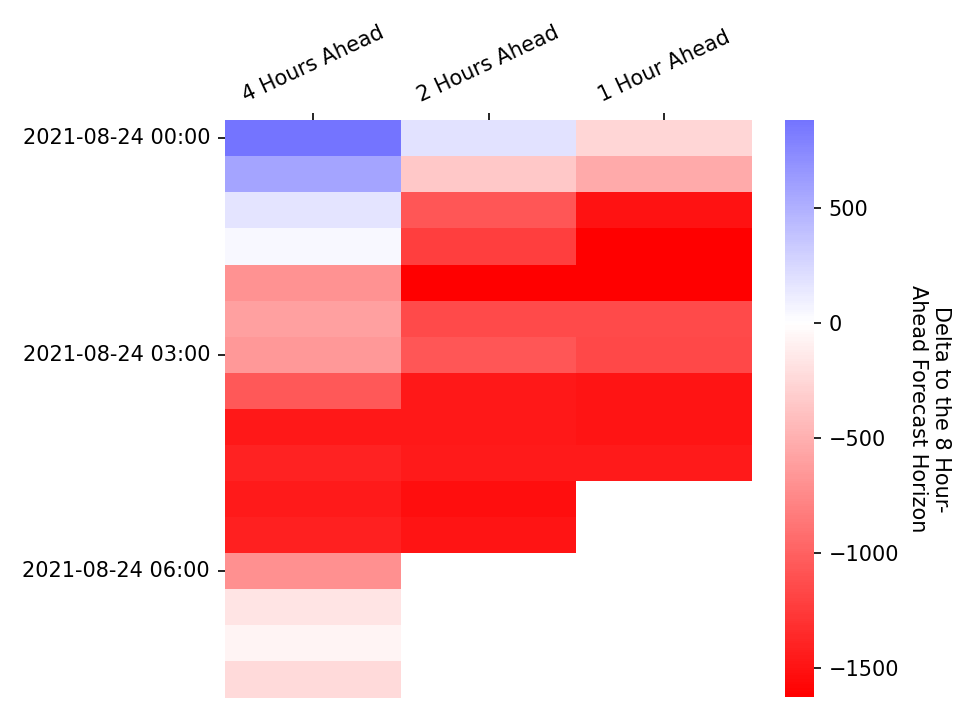 4 Hours Ahead
2 Hours Ahead
1 Hour Ahead
2021-08-24 00:00
2021-08-24 03:00
2021-08-24 06:00
500
0
−500
−1000
−1500
Delta to the 8 Hour-
Ahead Forecast Horizon